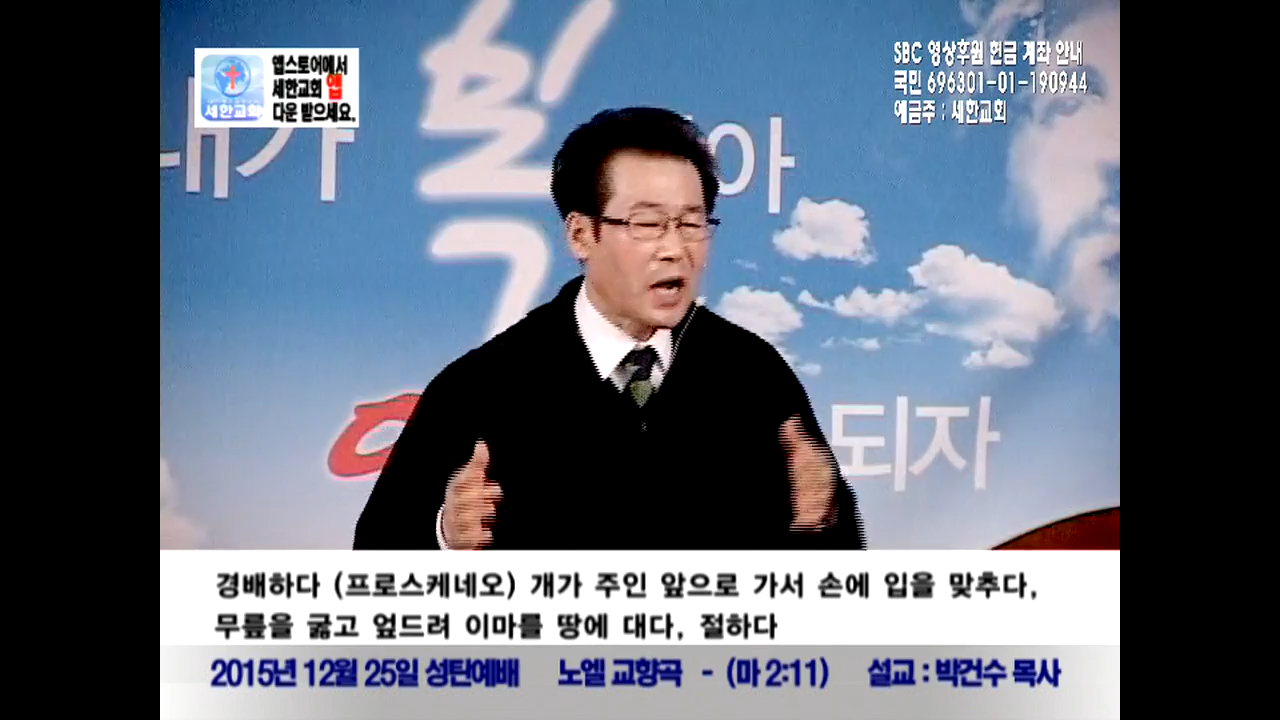 앱스토어에서
세한교회 앱
다운 받으세요.
세한교회
SBC 영상후원 헌금 계좌 안내
국민 696301-01-190944
예금주 : 세한교회
내가
아
되자
경배하다 (프로스케네오) 개가 주인 앞으로 가서 손에 입을 맞추다,
무릎을 굻고 엎드려 이마를 땅에 대다, 절하다
2015년 12월 25일 성탄예배 노엘 교향곡 - (마 2:11) 설교 : 박건수 목사